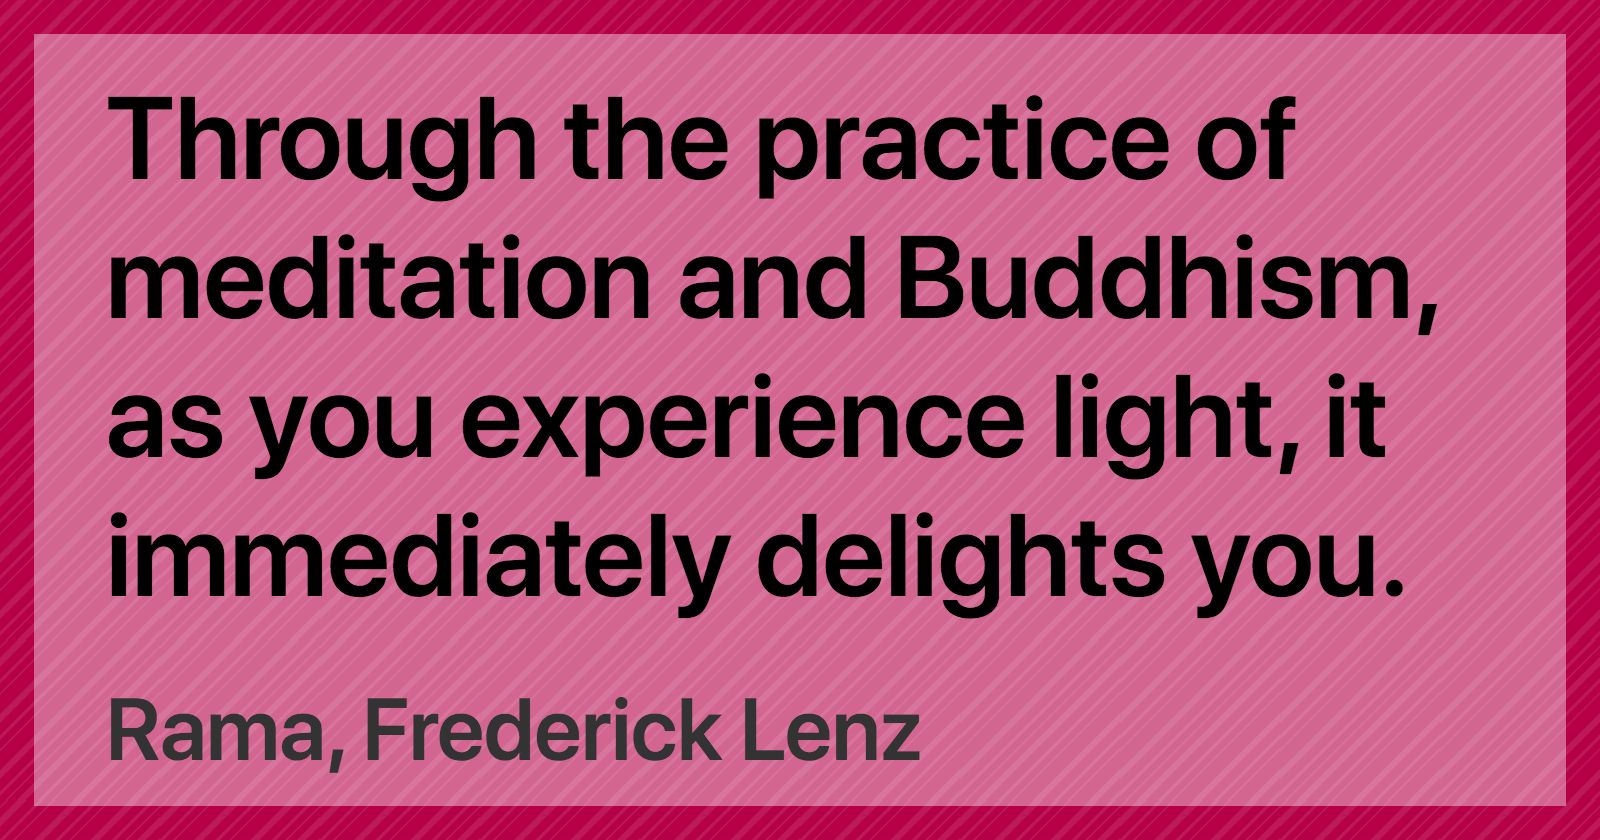 Through the practice of
meditation and Buddhism,
as you experience light, it
immediately delights you.
Rama, Frederick Lenz